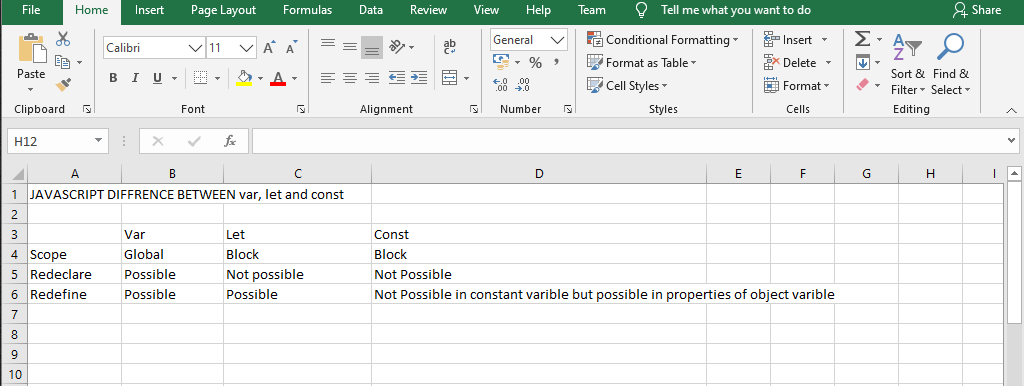 File Home Insert Page Layout Formulas Data Review View Help Team Tell me what you want to do Share
Calibri 11 A A ab c General Conditional Formatting Insert Σ A Z
Paste Format as Table Delete Sort & Find &
B I U A $ % , .00 .0 Cell Styles Format Filter Select
Clipboard Font Alignment Number Styles Cells Editing
H12 fx
A B C D E F G H I
1 JAVASCRIPT DIFFRENCE BETWEEN var, let and const
2
3 Var Let Const
4 Scope Global Block Block
5 Redeclare Possible Not possible Not Possible
6 Redefine Possible Possible Not Possible in constant varible but possible in properties of object varible
7
8
9
10